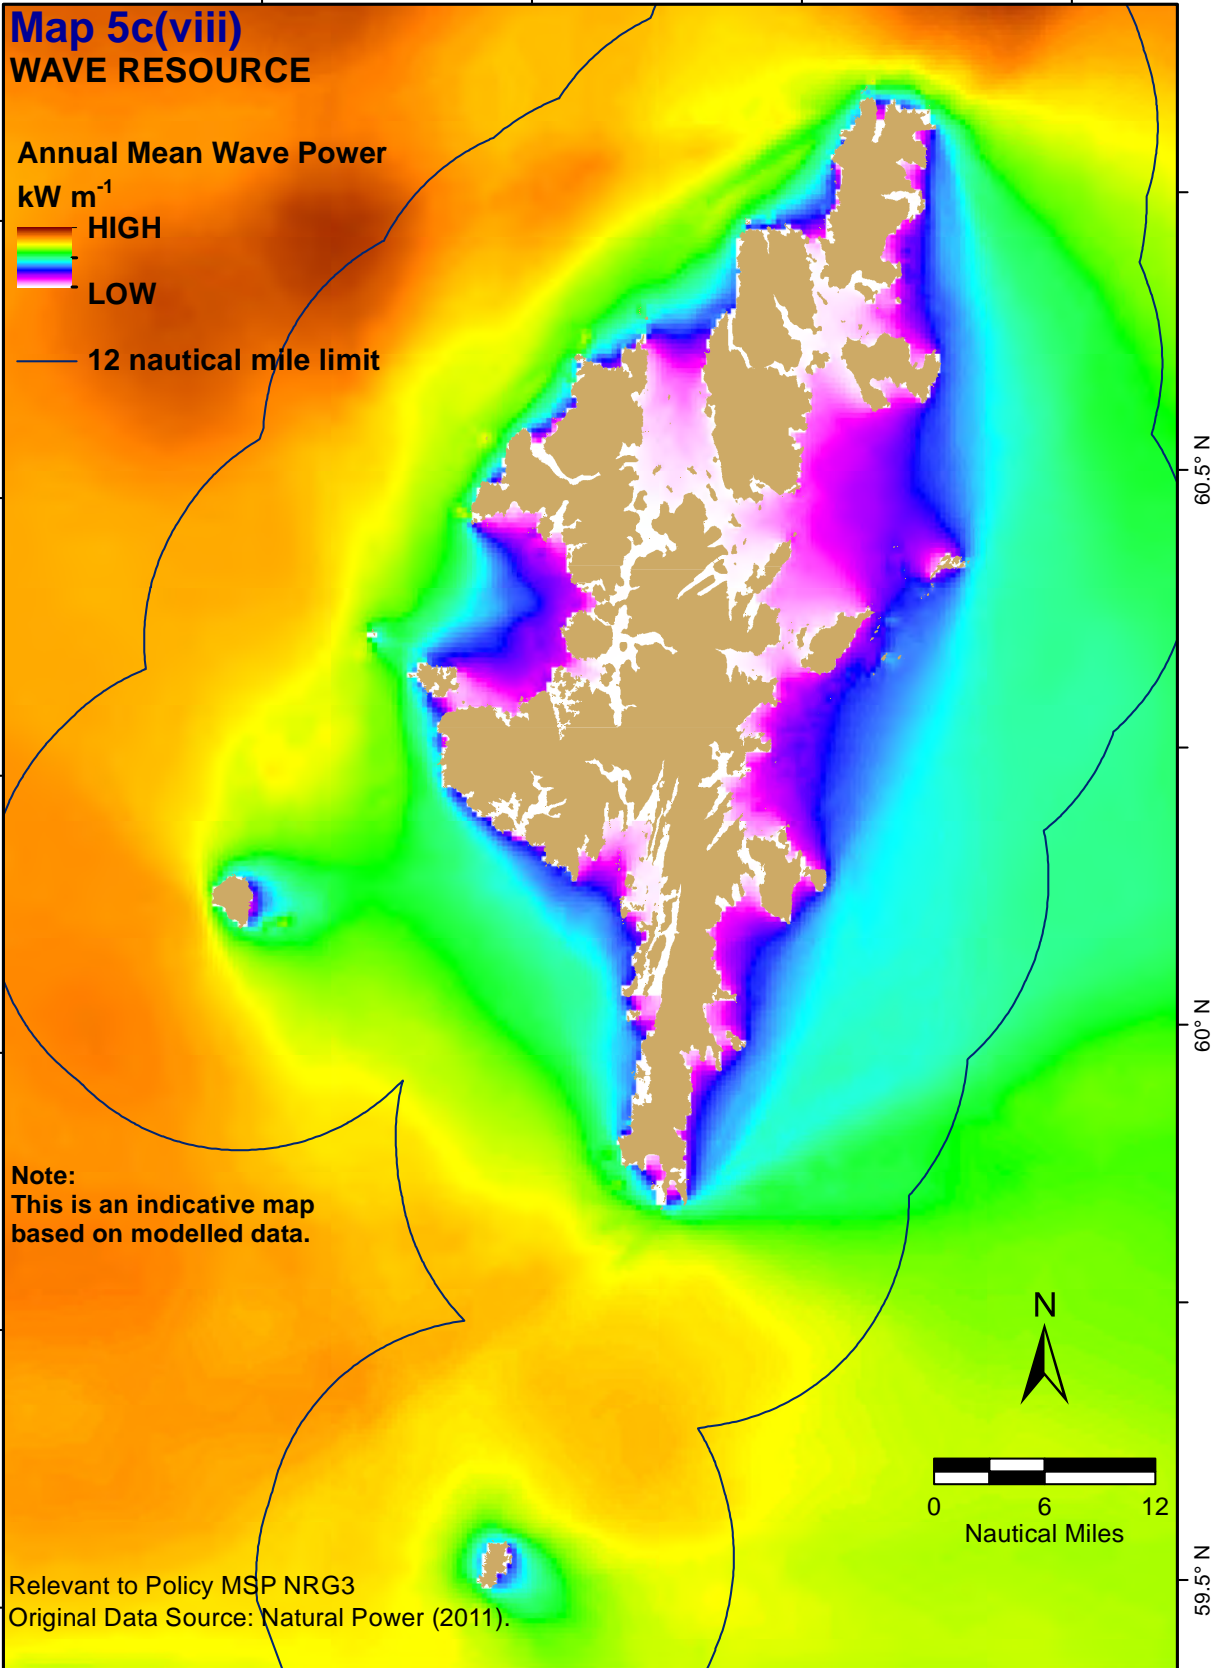 Map 5c(viii)
WAVE RESOURCE
Annual Mean Wave Power
kW m⁻¹
HIGH
LOW
12 nautical mile limit
60.5° N
60° N
Note:
This is an indicative map
based on modelled data.
N
0 6 12
Nautical Miles
59.5° N
Relevant to Policy MSP NRG3
Original Data Source: Natural Power (2011).